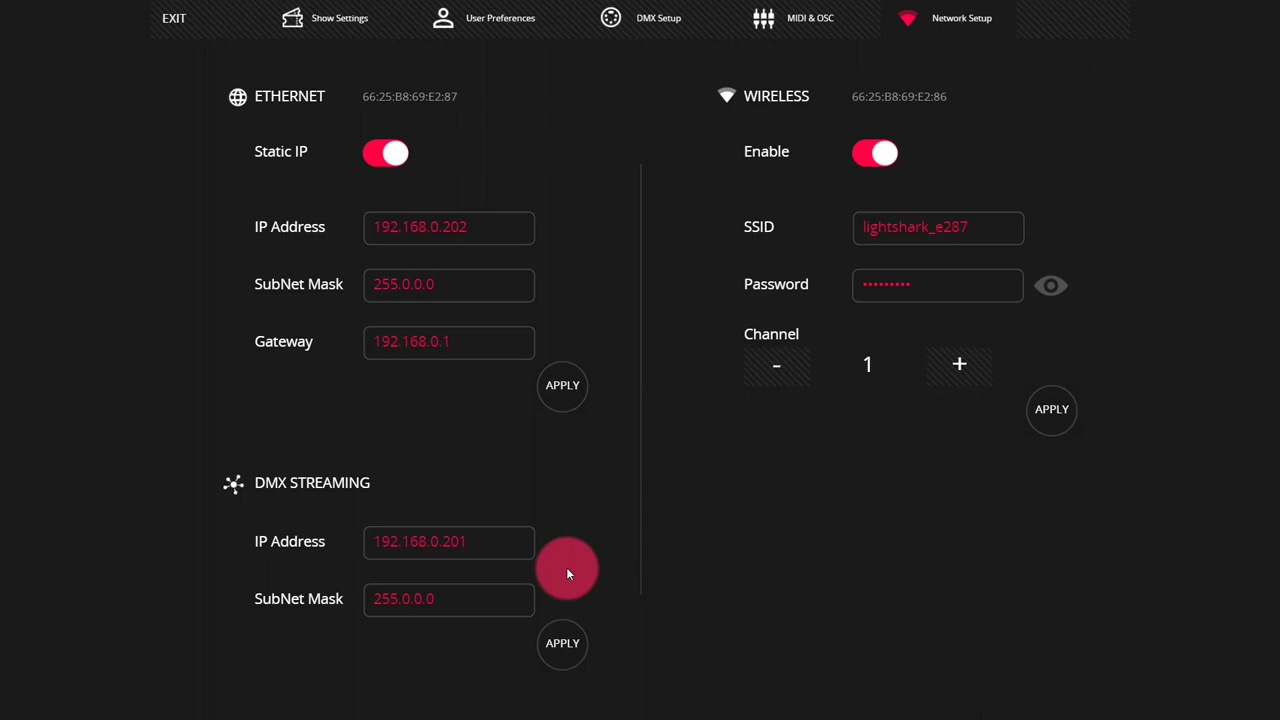 EXIT
Show Settings
User Preferences
DMX Setup
MIDI & OSC
Network Setup
ETHERNET 66:25:B8:69:E2:87
Static IP
IP Address 192.168.0.202
SubNet Mask 255.0.0.0
Gateway 192.168.0.1
APPLY
DMX STREAMING
IP Address 192.168.0.201
SubNet Mask 255.0.0.0
APPLY
WIRELESS 66:25:B8:69:E2:86
Enable
SSID lightshark_e287
Password •••••••••
Channel
- 1 +
APPLY